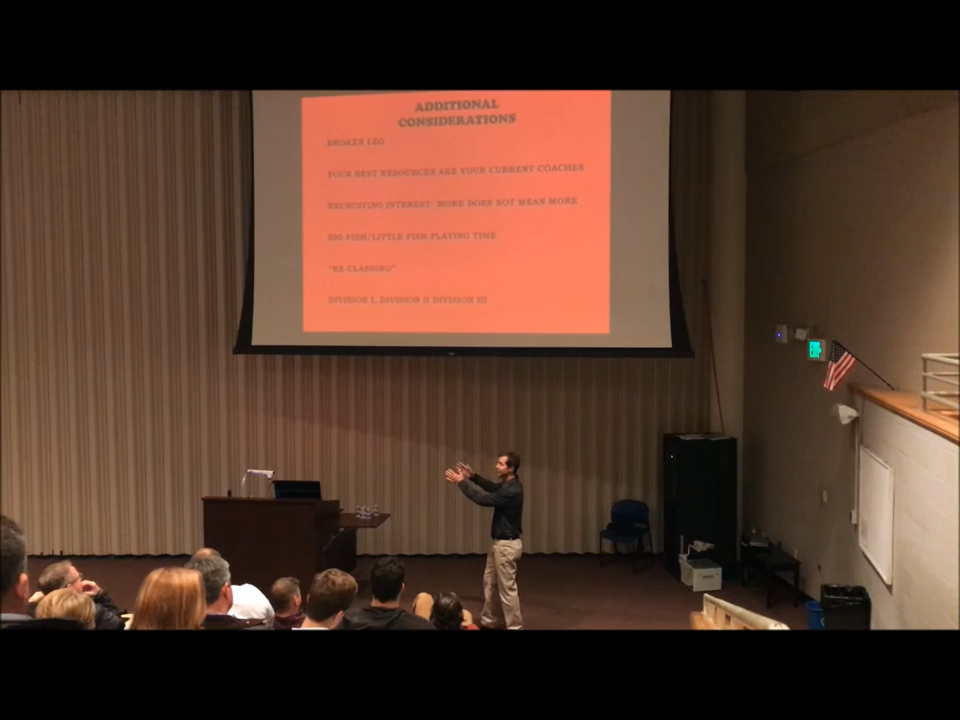 ADDITIONAL
CONSIDERATIONS
BROKEN LEG
YOUR BEST RESOURCES ARE YOUR CURRENT COACHES
RECRUITING INTEREST- MORE DOES NOT MEAN MORE
BIG FISH/LITTLE FISH-PLAYING TIME
"RE-CLASSING"
DIVISION I, DIVISION II DIVISION III